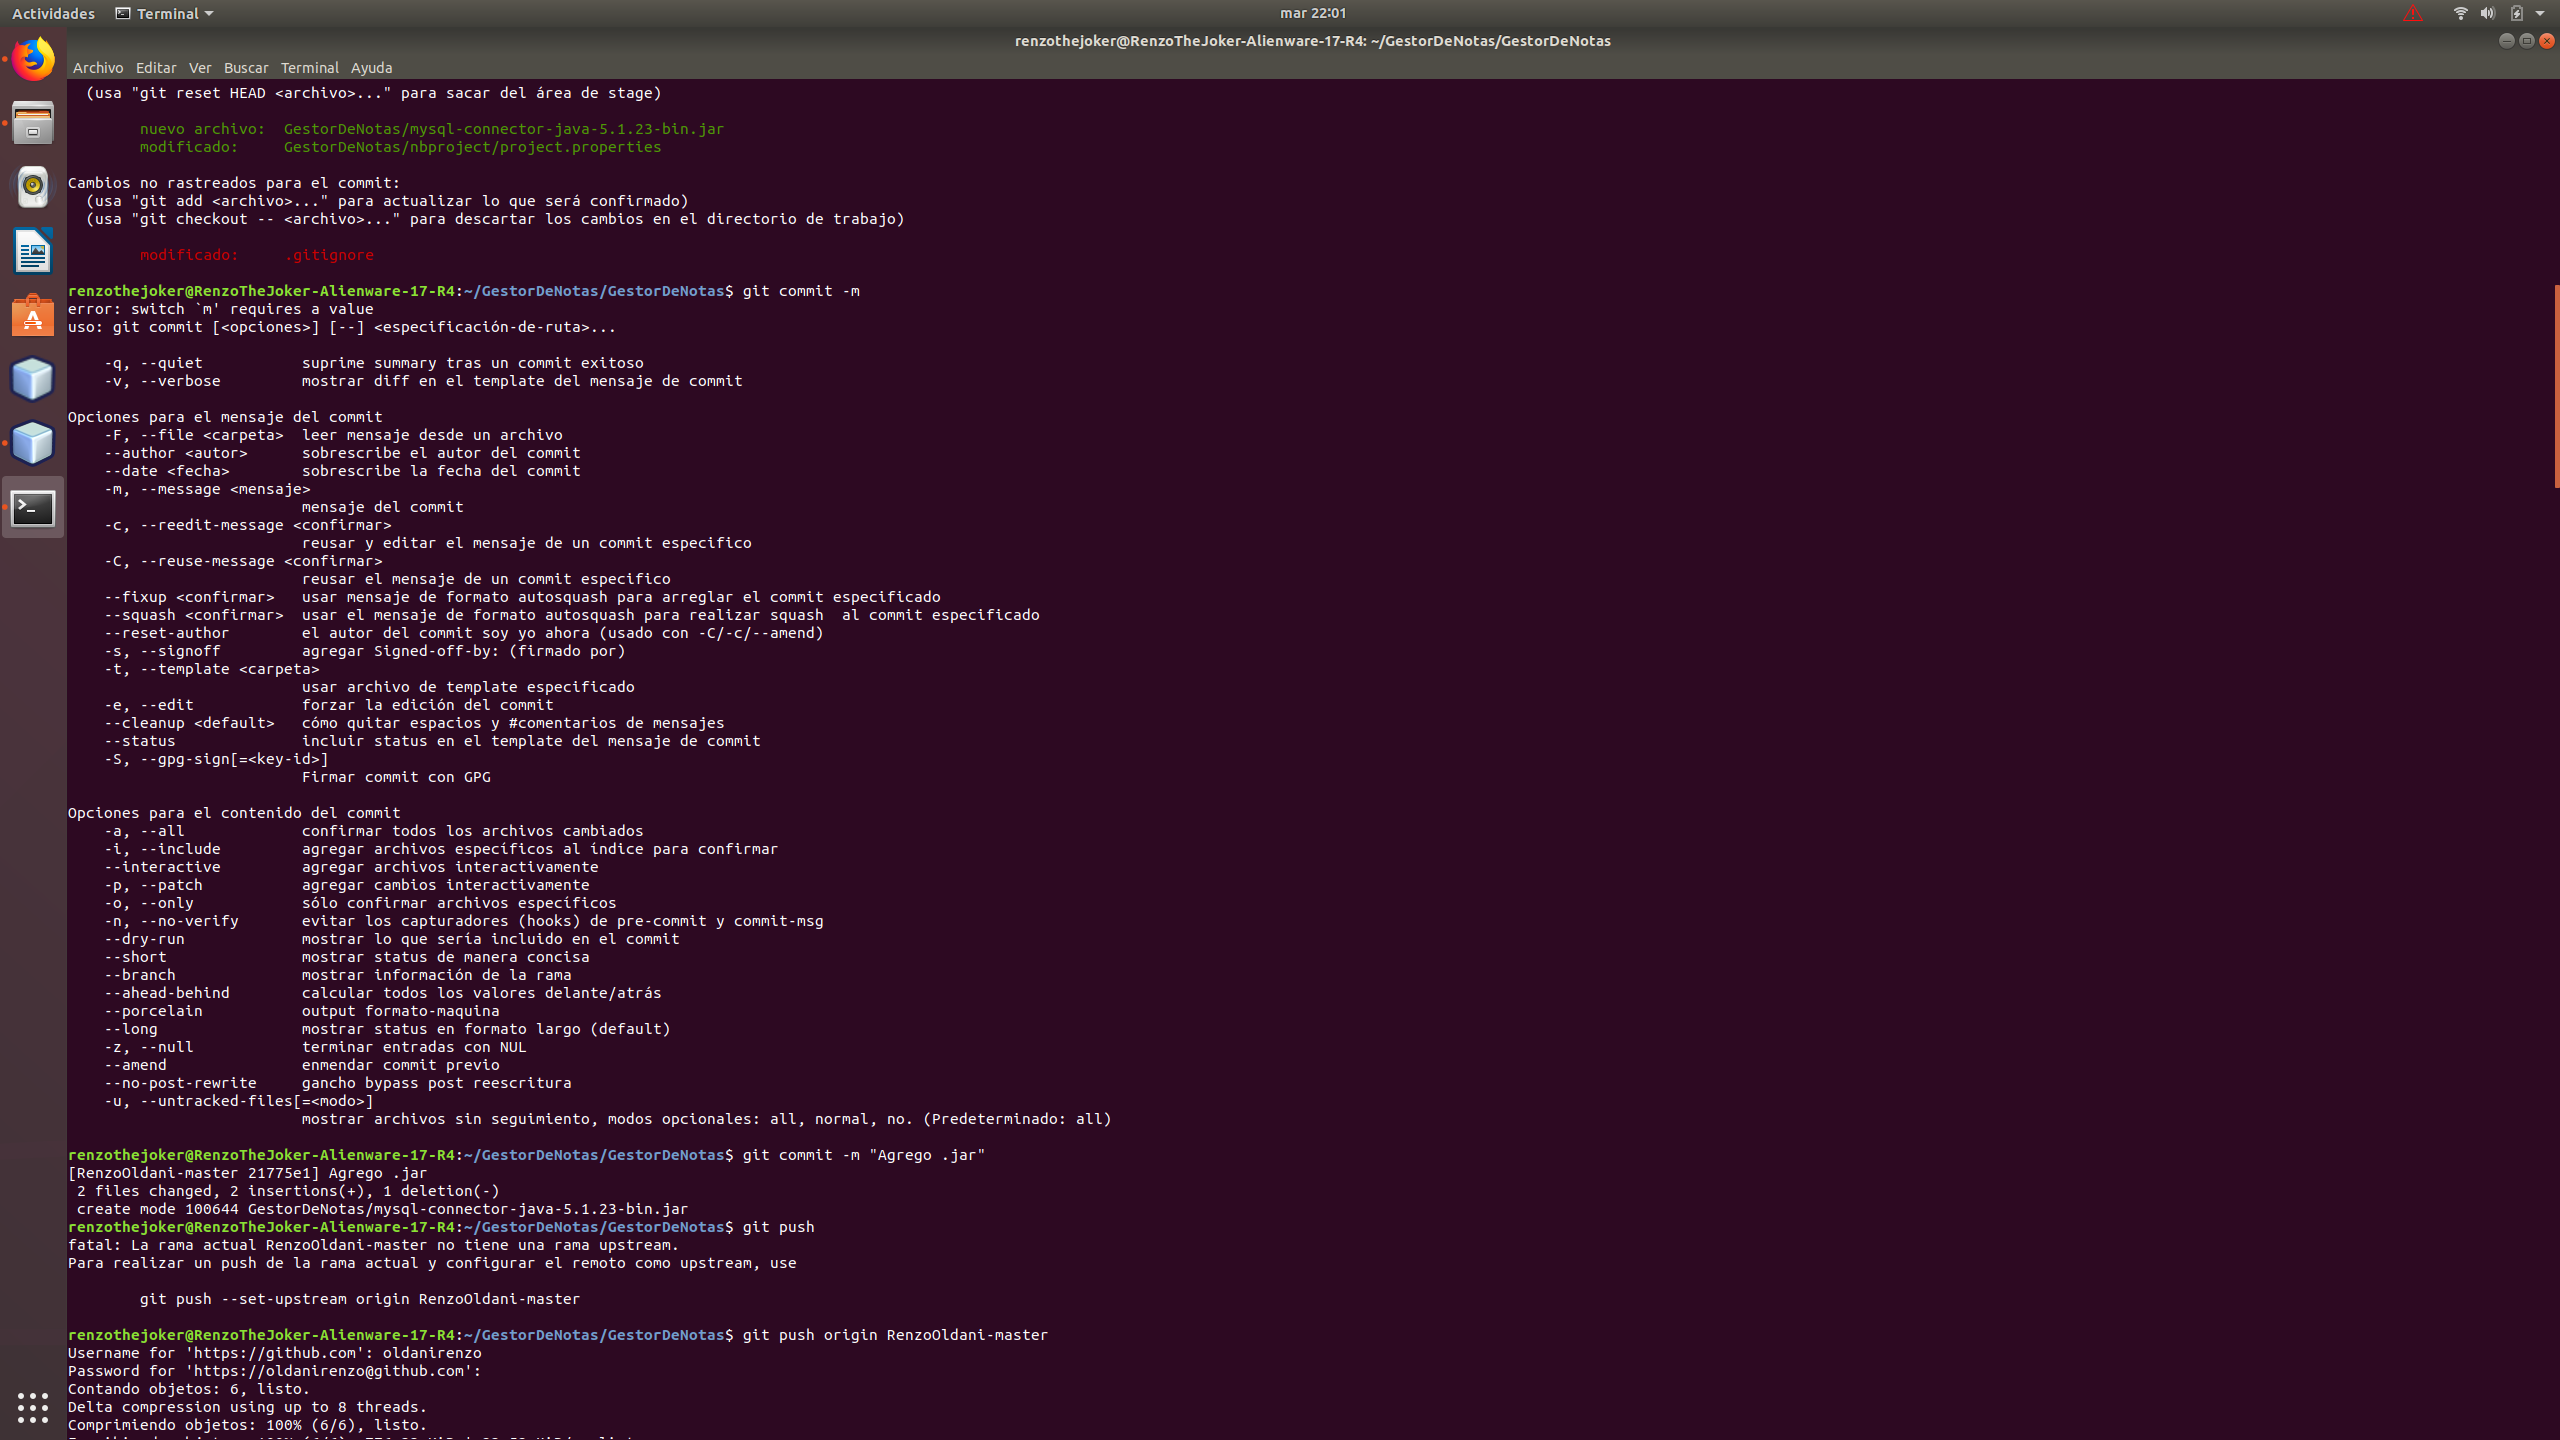 Actividades Terminal mar 22:01
renzothejoker@RenzoTheJoker-Alienware-17-R4: ~/GestorDeNotas/GestorDeNotas
Archivo Editar Ver Buscar Terminal Ayuda
(usa "git reset HEAD <archivo>..." para sacar del área de stage)
nuevo archivo: GestorDeNotas/mysql-connector-java-5.1.23-bin.jar
modificado: GestorDeNotas/nbproject/project.properties
Cambios no rastreados para el commit:
(usa "git add <archivo>..." para actualizar lo que será confirmado)
(usa "git checkout -- <archivo>..." para descartar los cambios en el directorio de trabajo)
modificado: .gitignore
renzothejoker@RenzoTheJoker-Alienware-17-R4:~/GestorDeNotas/GestorDeNotas$ git commit -m
error: switch `m' requires a value
uso: git commit [<opciones>] [--] <especificación-de-ruta>...
-q, --quiet suprime summary tras un commit exitoso
-v, --verbose mostrar diff en el template del mensaje de commit
Opciones para el mensaje del commit
-F, --file <carpeta> leer mensaje desde un archivo
--author <autor> sobrescribe el autor del commit
--date <fecha> sobrescribe la fecha del commit
-m, --message <mensaje>
mensaje del commit
-c, --reedit-message <confirmar>
reusar y editar el mensaje de un commit especifico
-C, --reuse-message <confirmar>
reusar el mensaje de un commit especifico
--fixup <confirmar> usar mensaje de formato autosquash para arreglar el commit especificado
--squash <confirmar> usar el mensaje de formato autosquash para realizar squash  al commit especificado
--reset-author el autor del commit soy yo ahora (usado con -C/-c/--amend)
-s, --signoff agregar Signed-off-by: (firmado por)
-t, --template <carpeta>
usar archivo de template especificado
-e, --edit forzar la edición del commit
--cleanup <default> cómo quitar espacios y #comentarios de mensajes
--status incluir status en el template del mensaje de commit
-S, --gpg-sign[=<key-id>]
Firmar commit con GPG
Opciones para el contenido del commit
-a, --all confirmar todos los archivos cambiados
-i, --include agregar archivos específicos al índice para confirmar
--interactive agregar archivos interactivamente
-p, --patch agregar cambios interactivamente
-o, --only sólo confirmar archivos específicos
-n, --no-verify evitar los capturadores (hooks) de pre-commit y commit-msg
--dry-run mostrar lo que sería incluido en el commit
--short mostrar status de manera concisa
--branch mostrar información de la rama
--ahead-behind calcular todos los valores delante/atrás
--porcelain output formato-maquina
--long mostrar status en formato largo (default)
-z, --null terminar entradas con NUL
--amend enmendar commit previo
--no-post-rewrite gancho bypass post reescritura
-u, --untracked-files[=<modo>]
mostrar archivos sin seguimiento, modos opcionales: all, normal, no. (Predeterminado: all)
renzothejoker@RenzoTheJoker-Alienware-17-R4:~/GestorDeNotas/GestorDeNotas$ git commit -m "Agrego .jar"
[RenzoOldani-master 21775e1] Agrego .jar
2 files changed, 2 insertions(+), 1 deletion(-)
create mode 100644 GestorDeNotas/mysql-connector-java-5.1.23-bin.jar
renzothejoker@RenzoTheJoker-Alienware-17-R4:~/GestorDeNotas/GestorDeNotas$ git push
fatal: La rama actual RenzoOldani-master no tiene una rama upstream.
Para realizar un push de la rama actual y configurar el remoto como upstream, use
git push --set-upstream origin RenzoOldani-master
renzothejoker@RenzoTheJoker-Alienware-17-R4:~/GestorDeNotas/GestorDeNotas$ git push origin RenzoOldani-master
Username for 'https://github.com': oldanirenzo
Password for 'https://oldanirenzo@github.com':
Contando objetos: 6, listo.
Delta compression using up to 8 threads.
Comprimiendo objetos: 100% (6/6), listo.